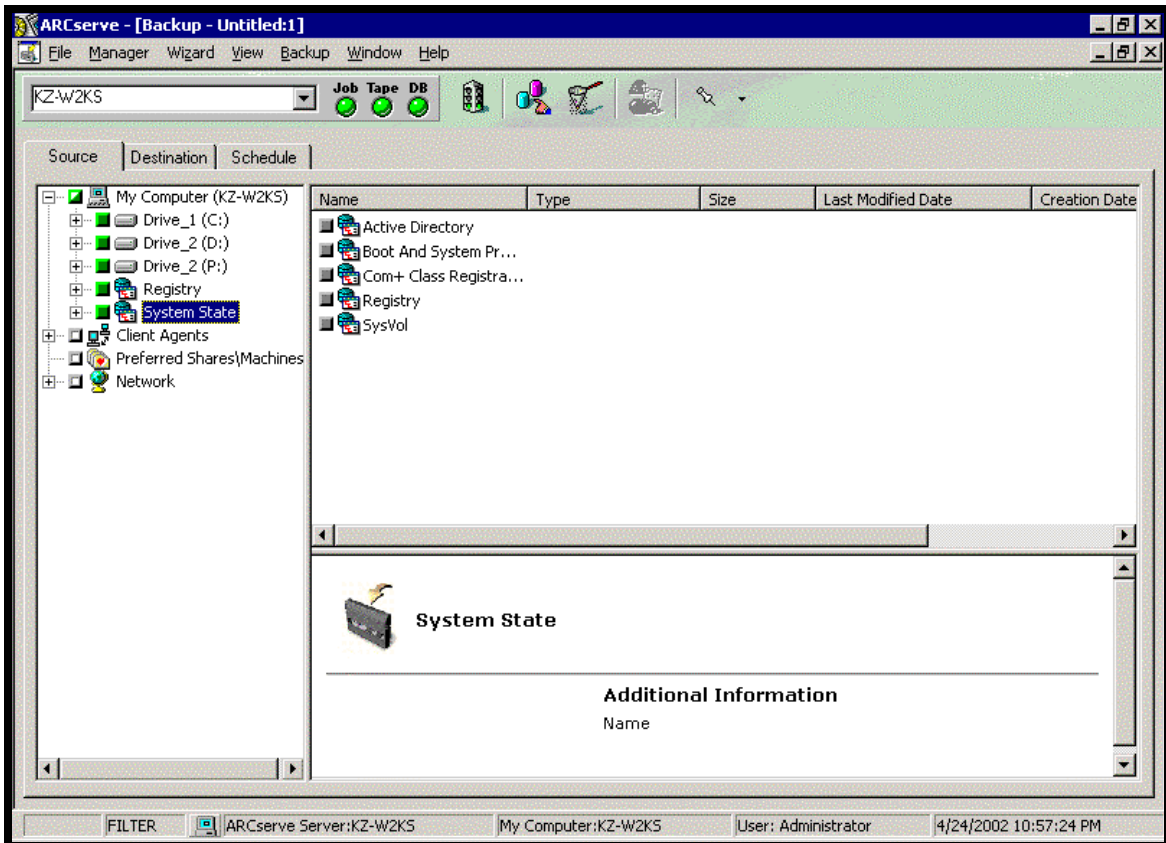 ARCserve - [Backup - Untitled:1]
File Manager Wizard View Backup Window Help
KZ-W2KS
Job Tape DB
Source Destination Schedule
My Computer (KZ-W2KS)
Drive_1 (C:)
Drive_2 (D:)
Drive_2 (P:)
Registry
System State
Client Agents
Preferred Shares\Machines
Network
Name Type Size Last Modified Date Creation Date
Active Directory
Boot And System Pr...
Com+ Class Registra...
Registry
SysVol
System State
Additional Information
Name
FILTER ARCserve Server:KZ-W2KS My Computer:KZ-W2KS User: Administrator 4/24/2002 10:57:24 PM